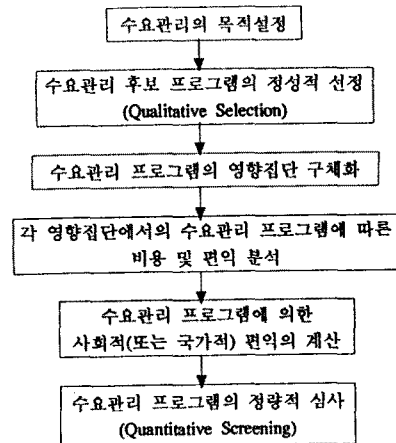 수요관리의 목적설정
수요관리 후보 프로그램의 정성적 선정
(Qualitative Selection)
수요관리 프로그램의 영향집단 구체화
각 영향집단에서의 수요관리 프로그램에 따른
비용 및 편익 분석
수요관리 프로그램에 의한
사회적(또는 국가적) 편익의 계산
수요관리 프로그램의 정량적 심사
(Quantitative Screening)